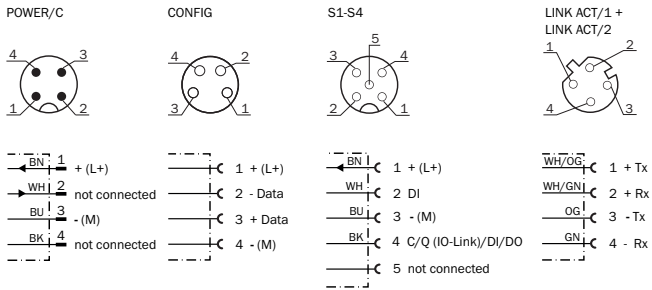 POWER/C
4 3
1 2
BN 1 + (L+)
WH 2 not connected
BU 3 - (M)
BK 4 not connected
CONFIG
4 2
3 1
1 + (L+)
2 - Data
3 + Data
4 - (M)
S1-S4
5
3 4
2 1
BN 1 + (L+)
WH 2 DI
BU 3 - (M)
BK 4 C/Q (IO-Link)/DI/DO
5 not connected
LINK ACT/1 +
LINK ACT/2
1 2
4 3
WH/OG 1 + Tx
WH/GN 2 + Rx
OG 3 - Tx
GN 4 - Rx